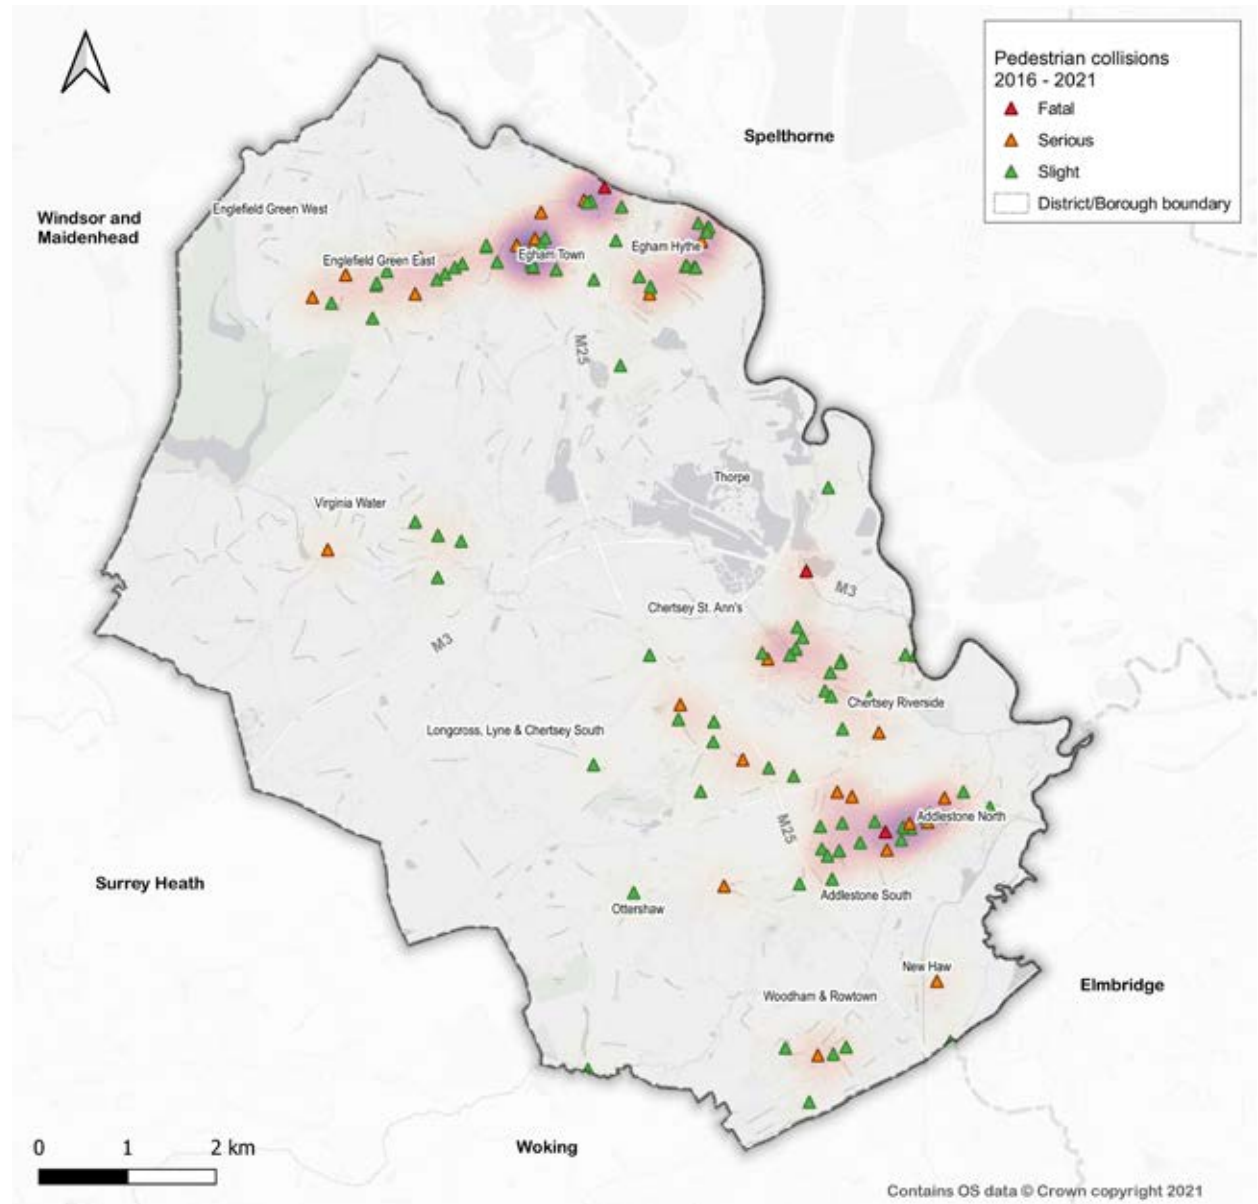 Pedestrian collisions
2016 - 2021
Fatal
Serious
Slight
District/Borough boundary
Spelthorne
Windsor and
Maidenhead
Englefield Green West
Englefield Green East
Egham Town
Egham Hythe
M25
Thorpe
Virginia Water
M3
Chertsey St. Ann's
M3
Chertsey Riverside
Longcross, Lyne & Chertsey South
M25
Addlestone North
Surrey Heath
Addlestone South
Ottershaw
New Haw
Elmbridge
Woodham & Rowtown
0 1 2 km
Woking
Contains OS data © Crown copyright 2021